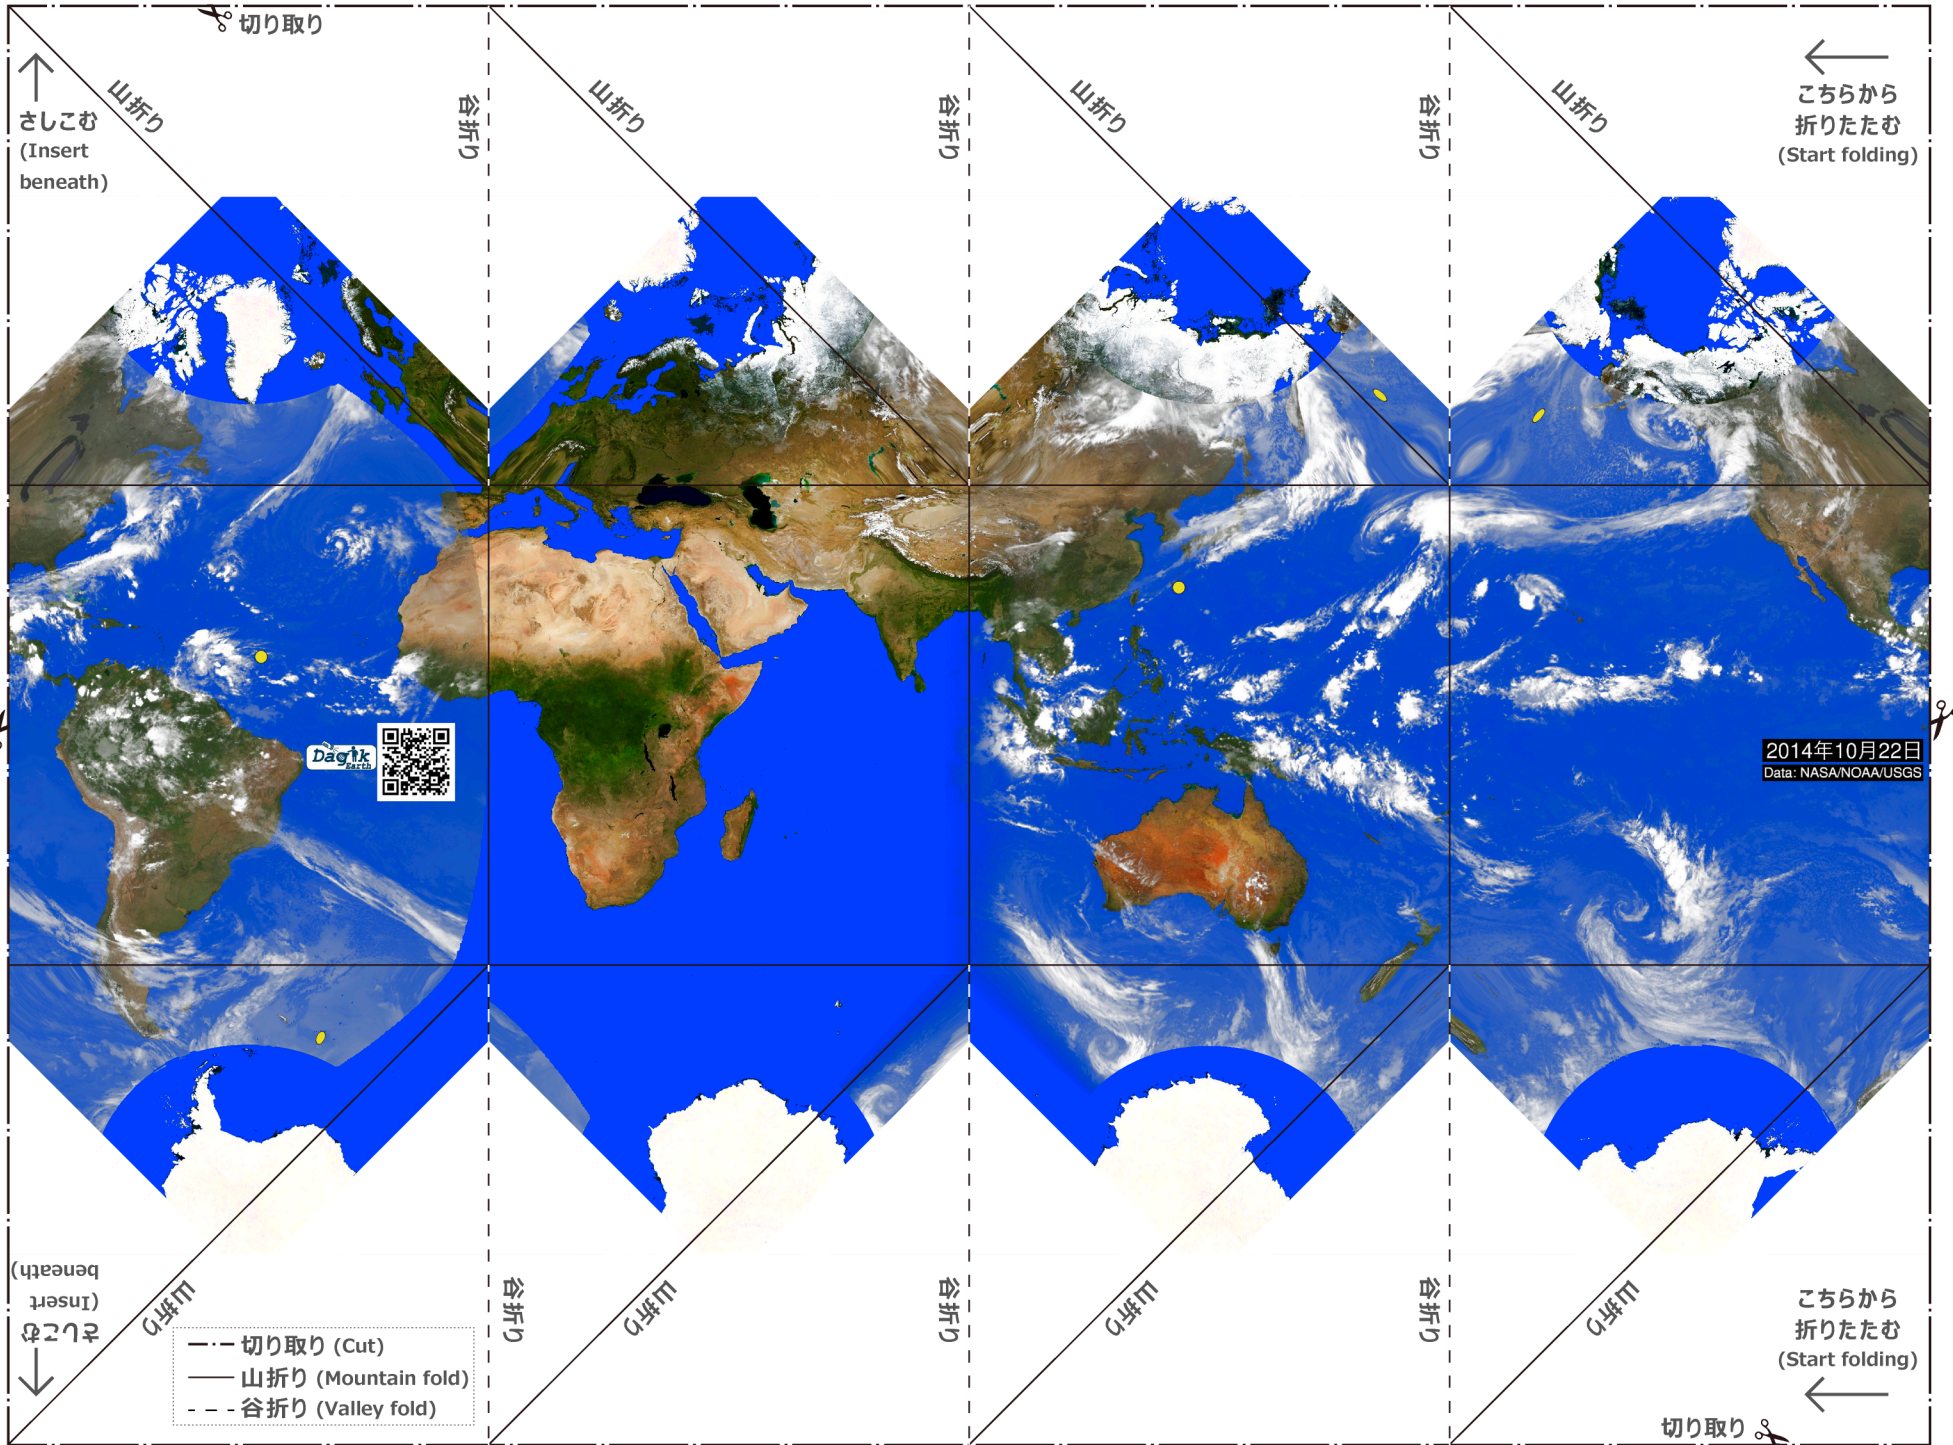 切り取り
山折り
谷折り
山折り
谷折り
山折り
谷折り
山折り
さしこむ
(Insert
beneath)
こちらから
折りたたむ
(Start folding)
Dagik
Earth
2014年10月22日
Data: NASA/NOAA/USGS
さしこむ
(Insert
beneath)
山折り
谷折り
山折り
谷折り
山折り
谷折り
山折り
こちらから
折りたたむ
(Start folding)
切り取り (Cut)
山折り (Mountain fold)
谷折り (Valley fold)
切り取り